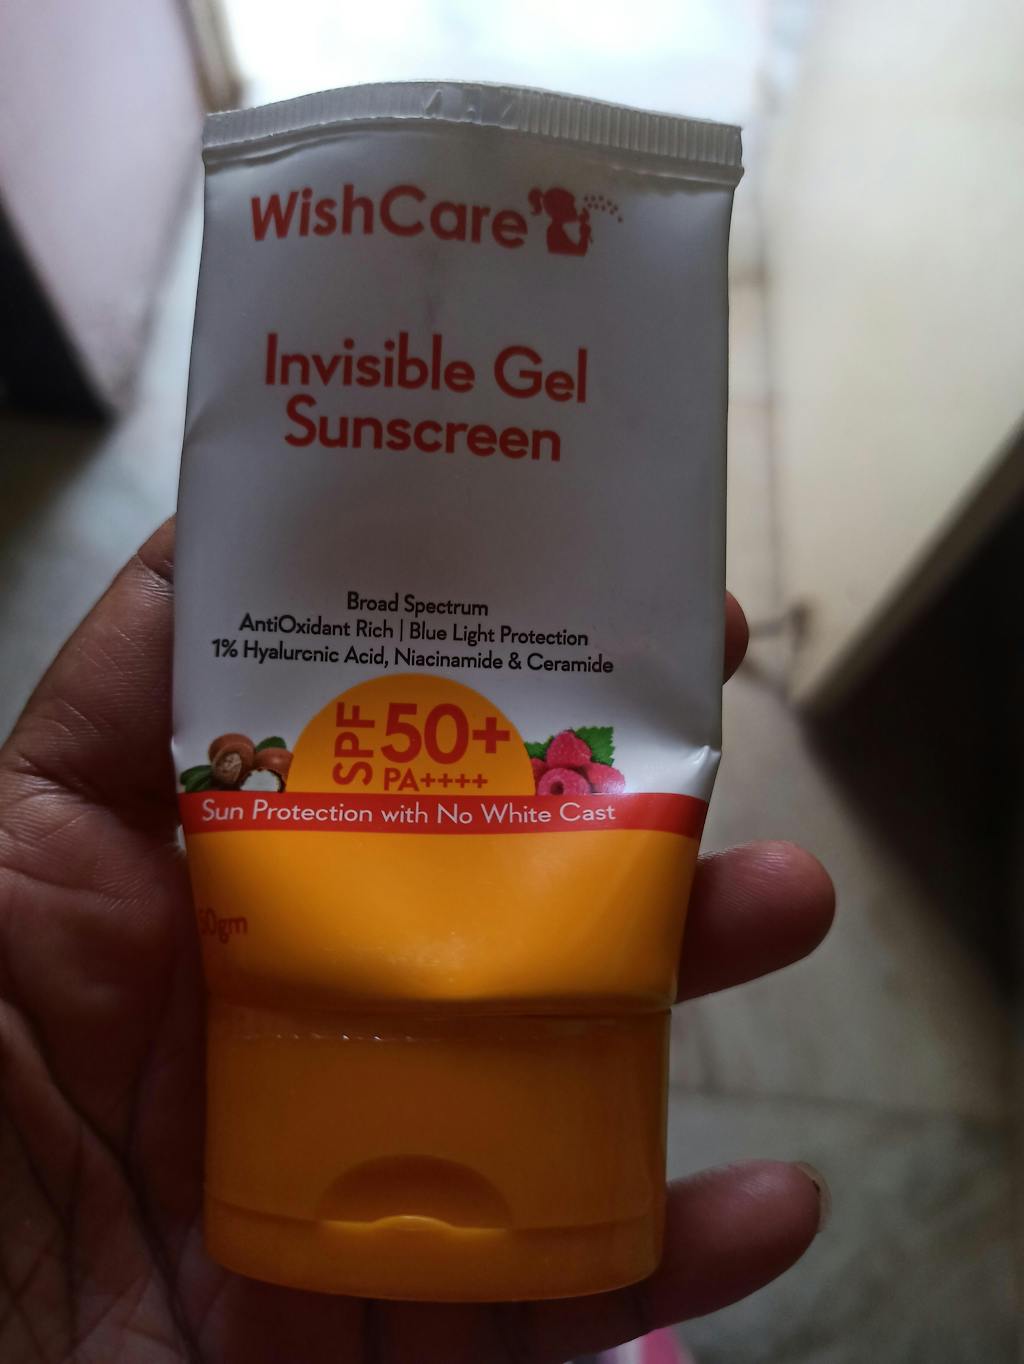 WishCare
Invisible Gel
Sunscreen
Broad Spectrum
AntiOxidant Rich | Blue Light Protection
1% Hyalurcnic Acid, Niacinamide & Ceramide
SPF 50+
PA++++
Sun Protection with No White Cast
50gm